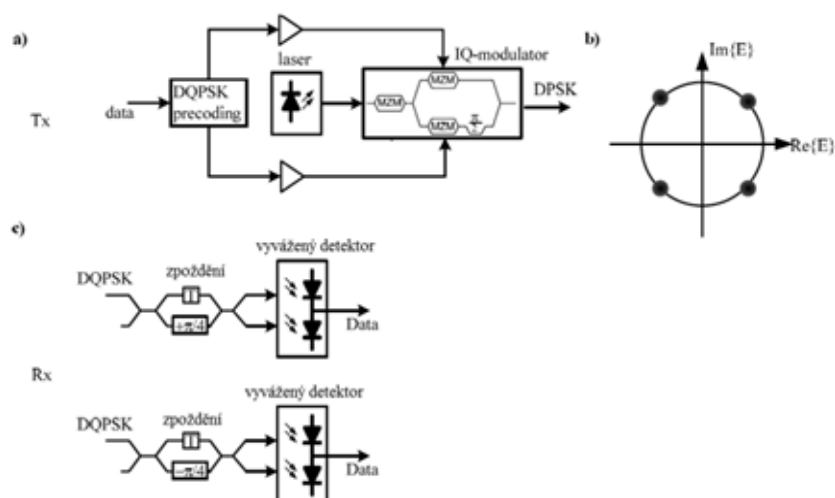 a)
IQ-modulator
laser
DQPSK
precoding
data
MZM
MZM
MZM
π/2
DPSK
Tx
b)
Im{E}
Re{E}
c)
vyvážený detektor
DQPSK
zpoždění
+π/4
Data
Rx
vyvážený detektor
DQPSK
zpoždění
−π/4
Data